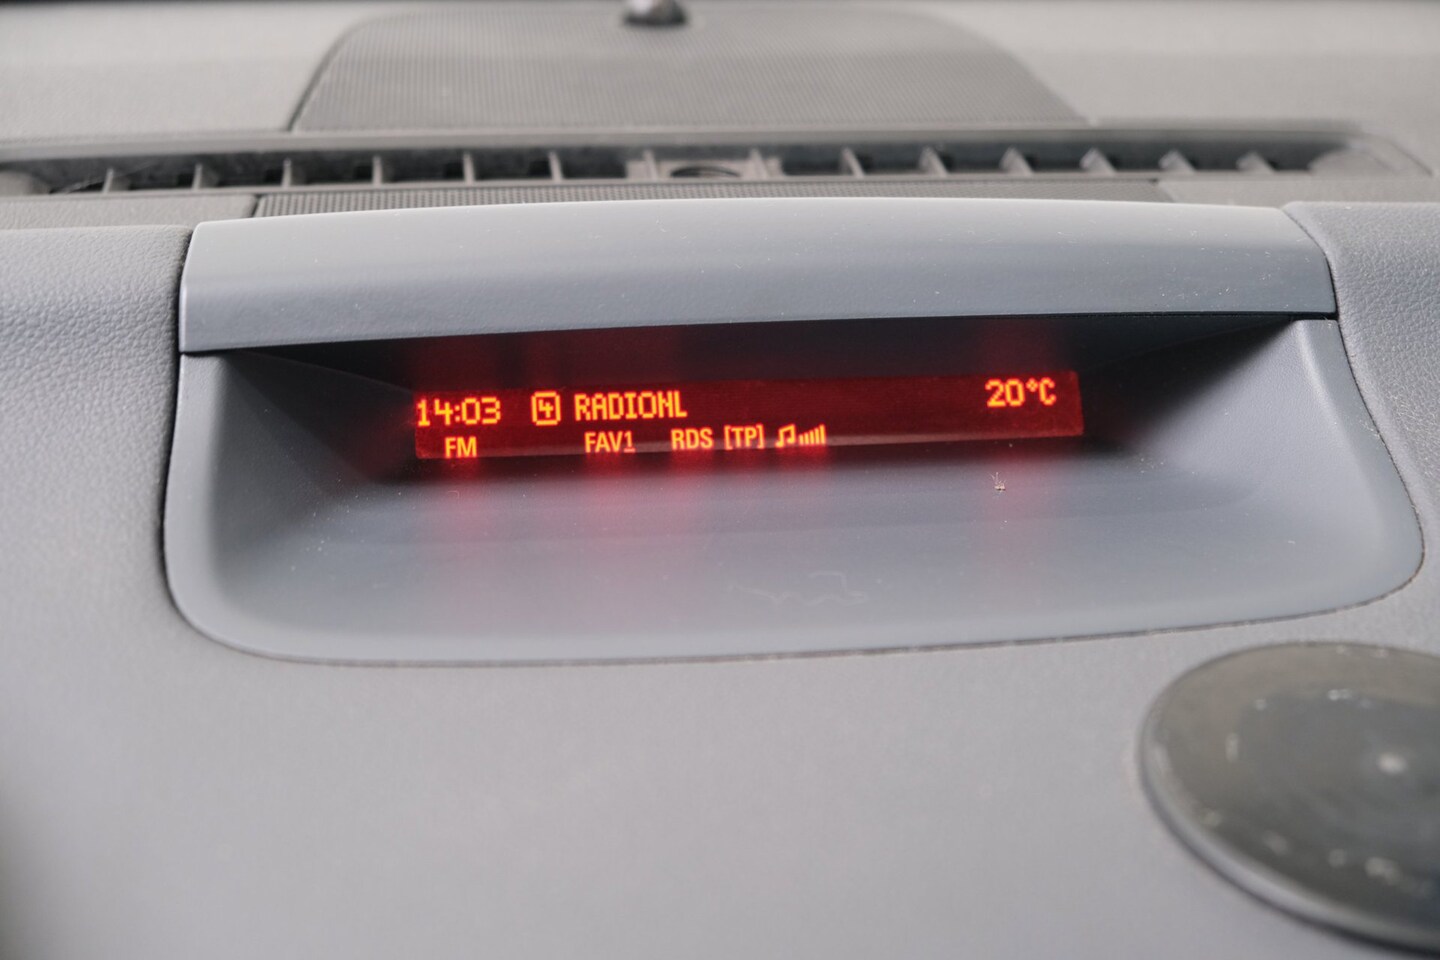 14:03 4 RADIONL 20°C
FM FAV1 RDS [TP]